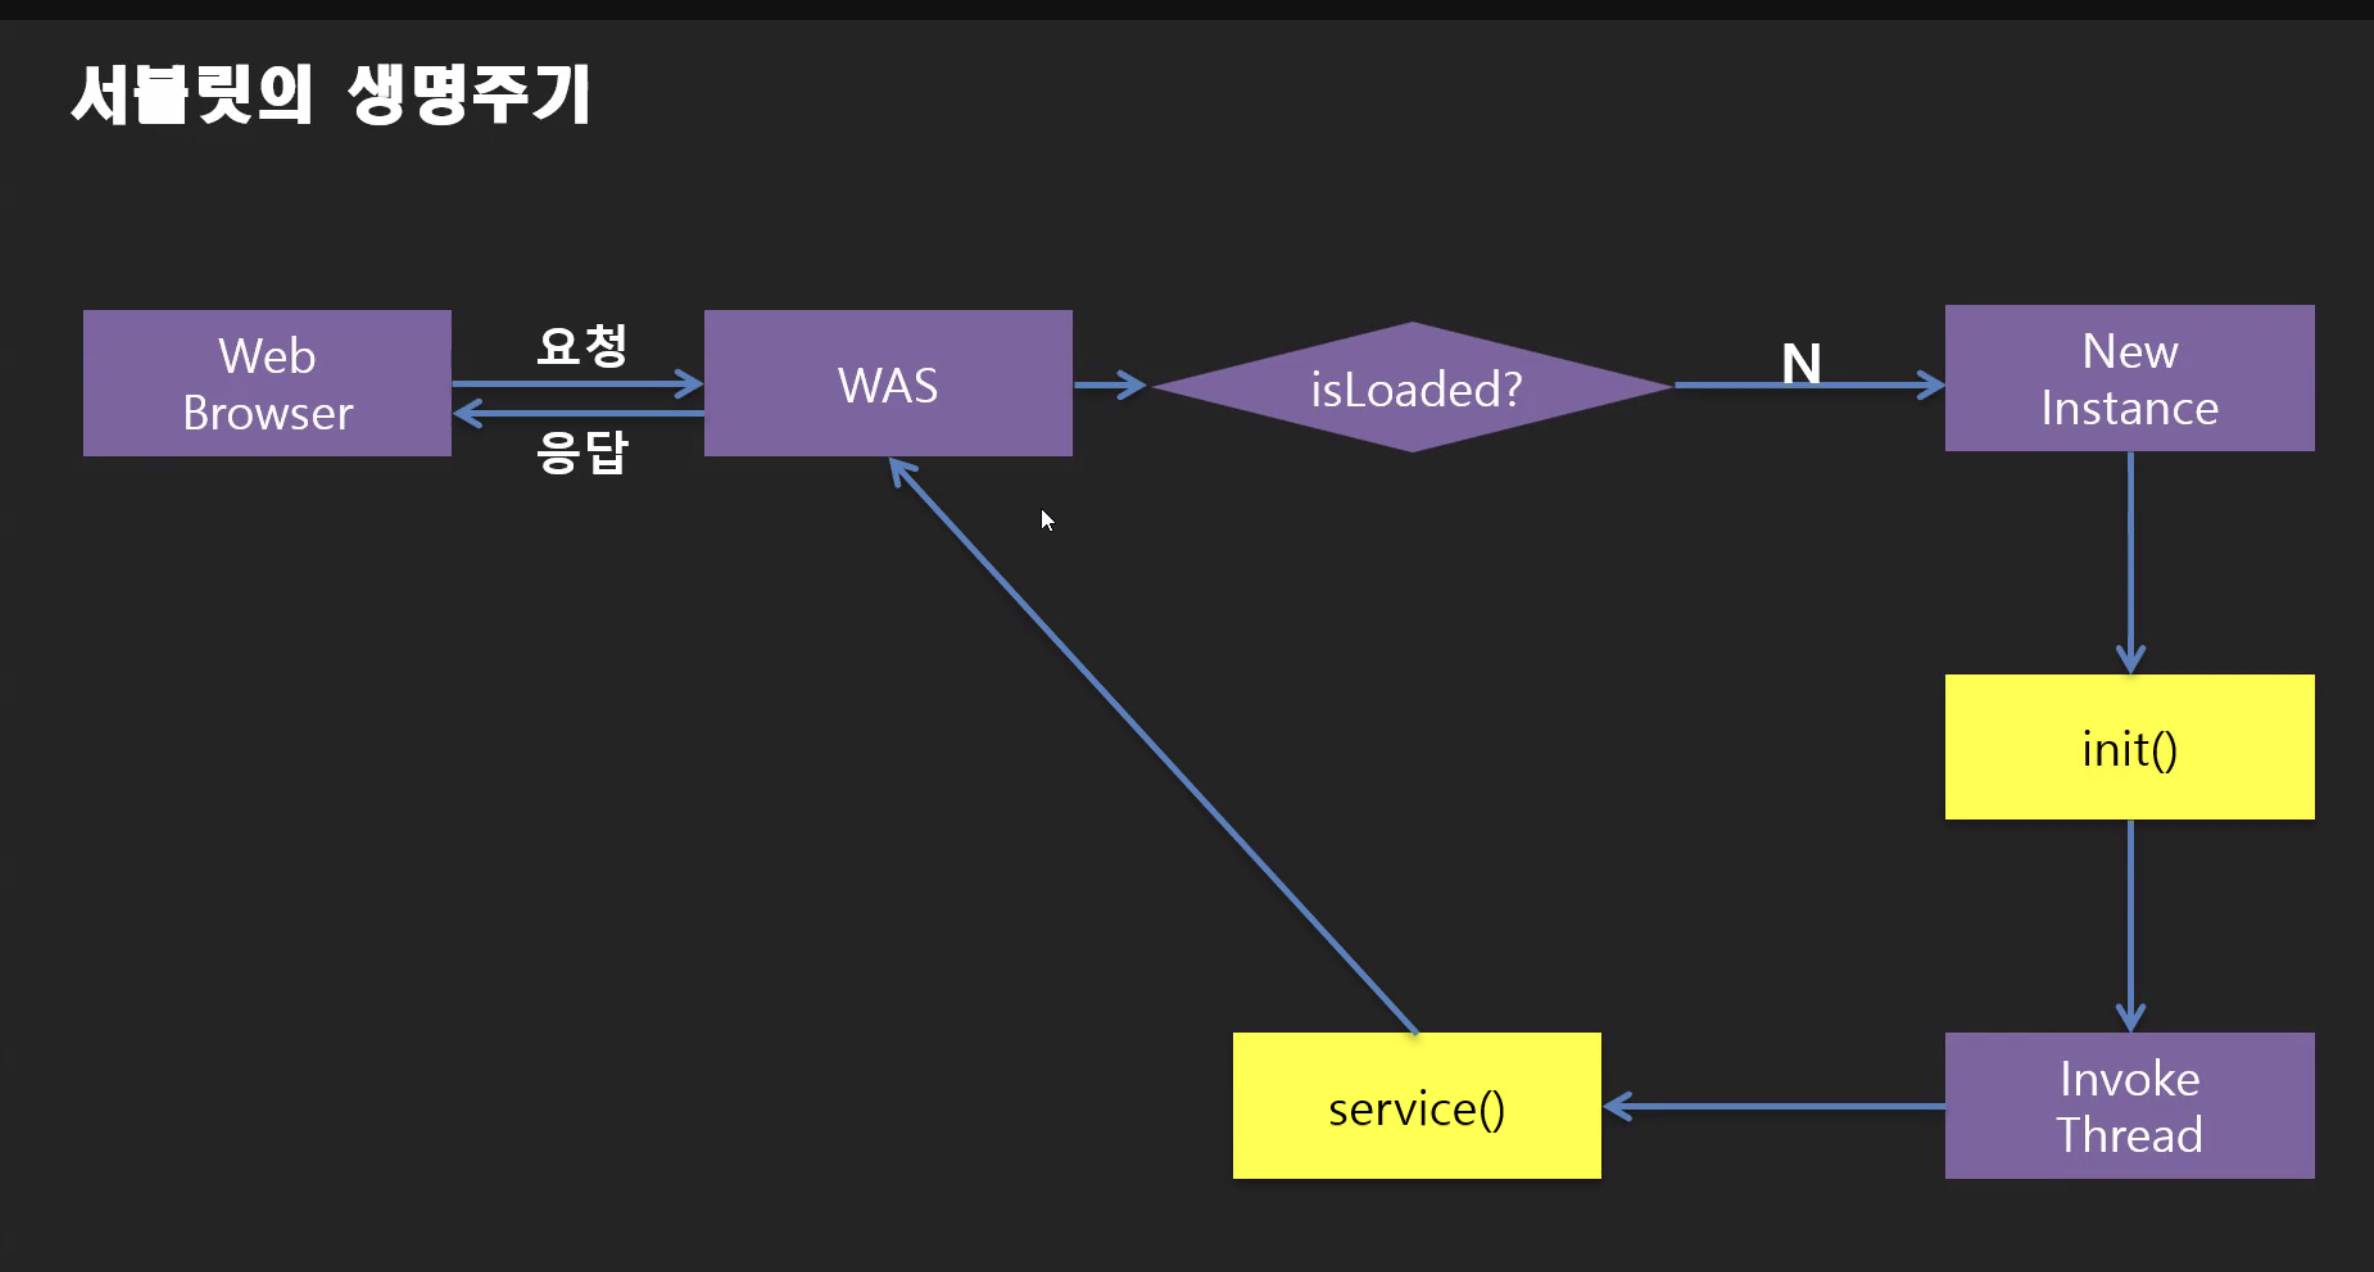 서블릿의 생명주기
Web
Browser
요청
응답
WAS
isLoaded?
N
New
Instance
init()
Invoke
Thread
service()